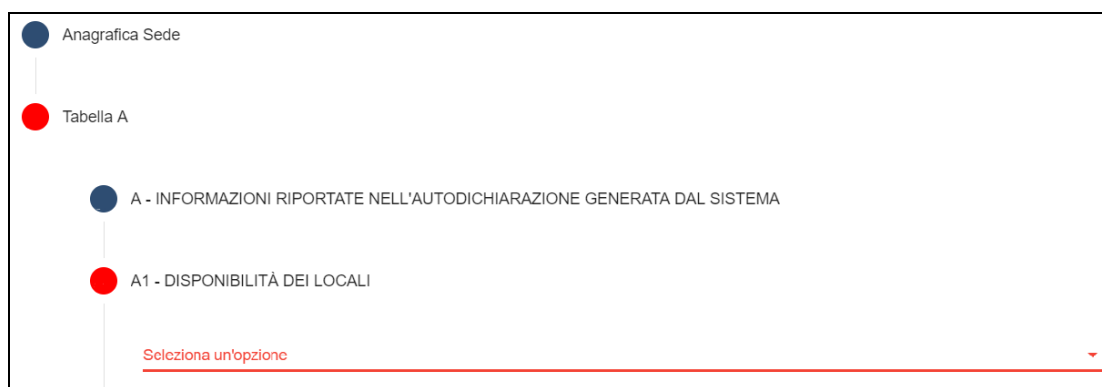 Anagrafica Sede
Tabella A
A - INFORMAZIONI RIPORTATE NELL'AUTODICHIARAZIONE GENERATA DAL SISTEMA
A1 - DISPONIBILITÀ DEI LOCALI
Seleziona un'opzione